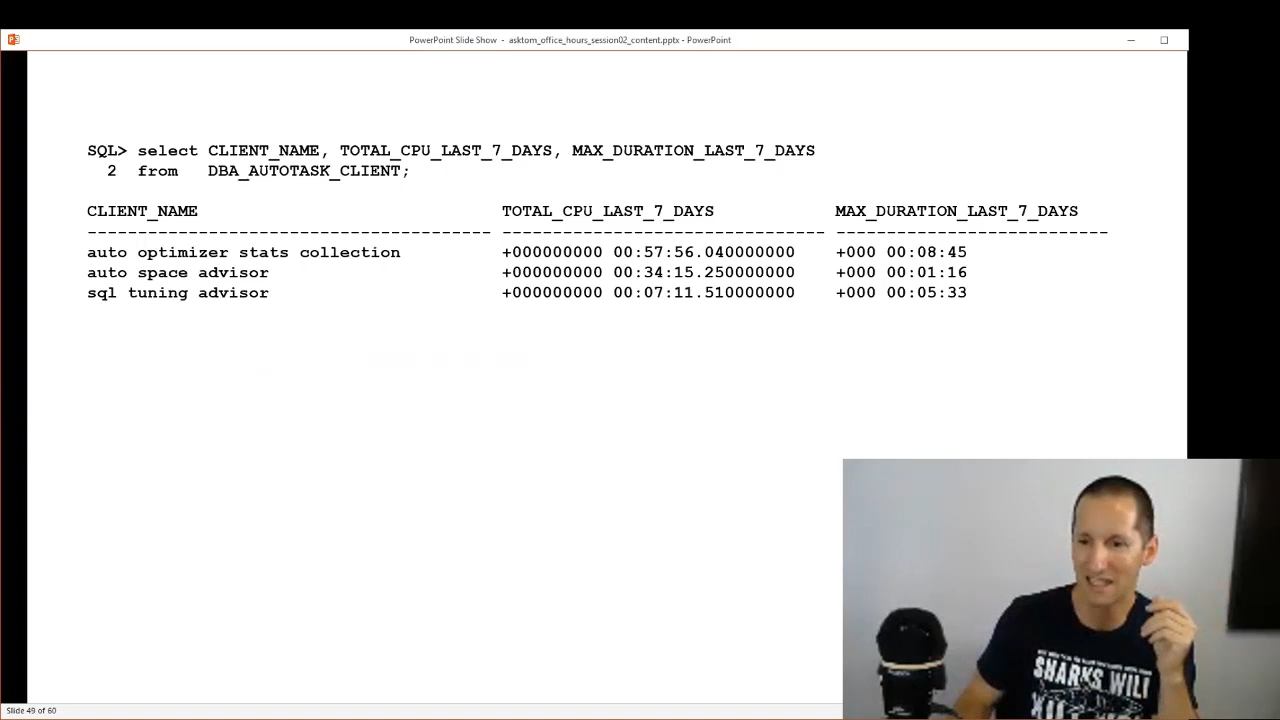 PowerPoint Slide Show - asktom_office_hours_session02_content.pptx - PowerPoint
SQL> select CLIENT_NAME, TOTAL_CPU_LAST_7_DAYS, MAX_DURATION_LAST_7_DAYS
2 from DBA_AUTOTASK_CLIENT;
CLIENT_NAME TOTAL_CPU_LAST_7_DAYS MAX_DURATION_LAST_7_DAYS
---------------------------------------- ----------------------------- ---------------------------
auto optimizer stats collection +000000000 00:57:56.040000000 +000 00:08:45
auto space advisor +000000000 00:34:15.250000000 +000 00:01:16
sql tuning advisor +000000000 00:07:11.510000000 +000 00:05:33
SHARKS WILL
Slide 49 of 60